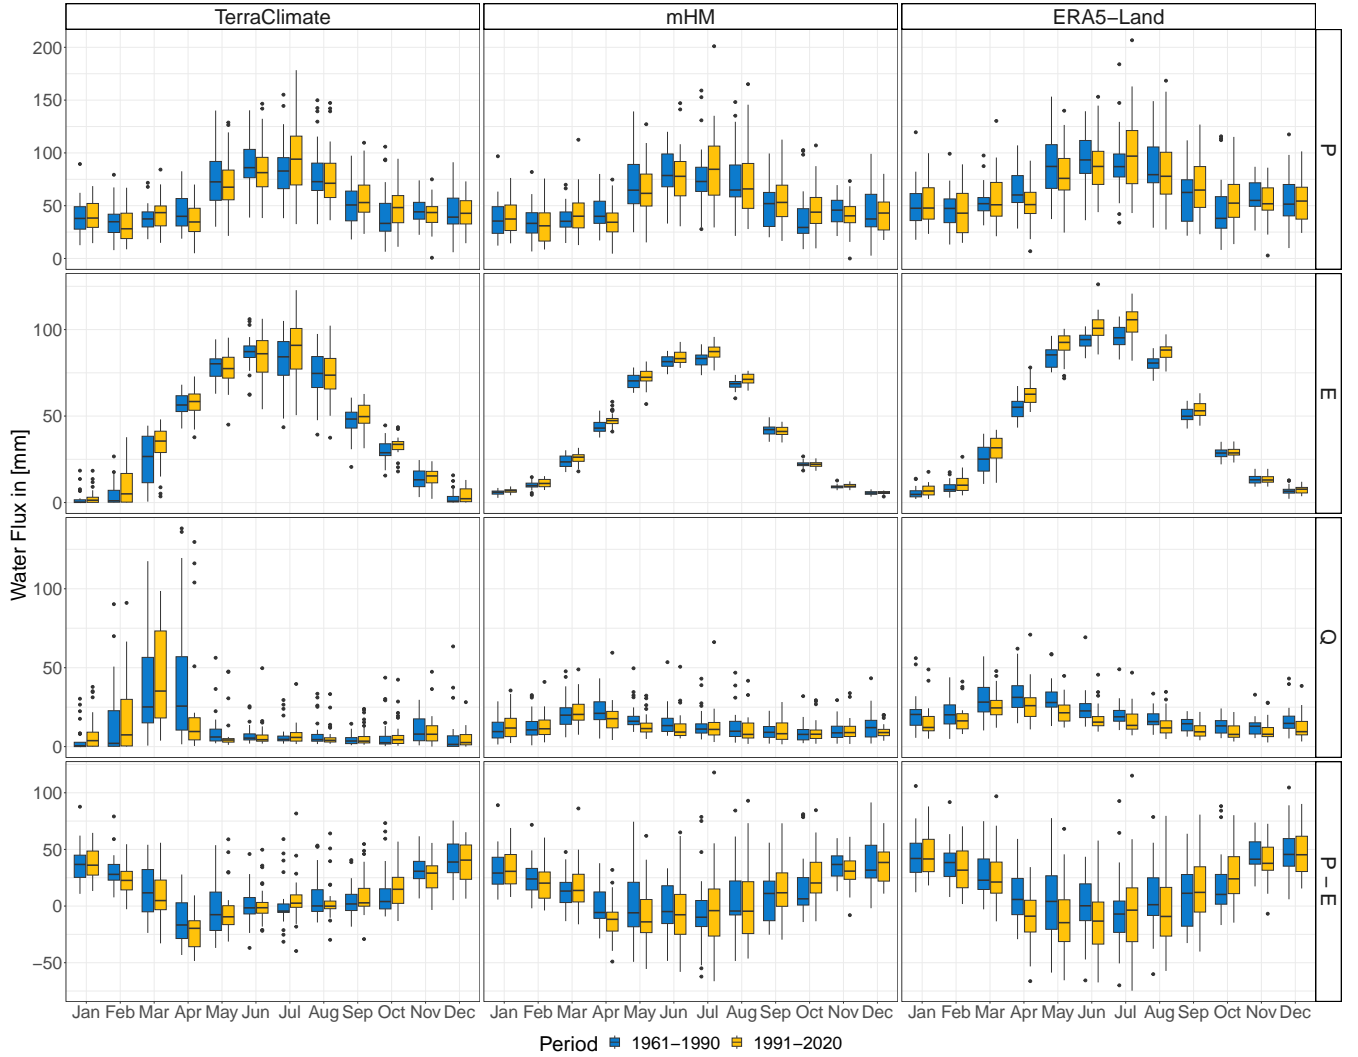 TerraClimate mHM ERA5−Land
200
150
100
50
0
P
100
50
0
E
100
50
0
Q
100
50
0
−50
P−E
Water Flux in [mm]
Jan Feb Mar Apr May Jun Jul Aug Sep Oct Nov Dec Jan Feb Mar Apr May Jun Jul Aug Sep Oct Nov Dec Jan Feb Mar Apr May Jun Jul Aug Sep Oct Nov Dec
Period 1961−1990 1991−2020